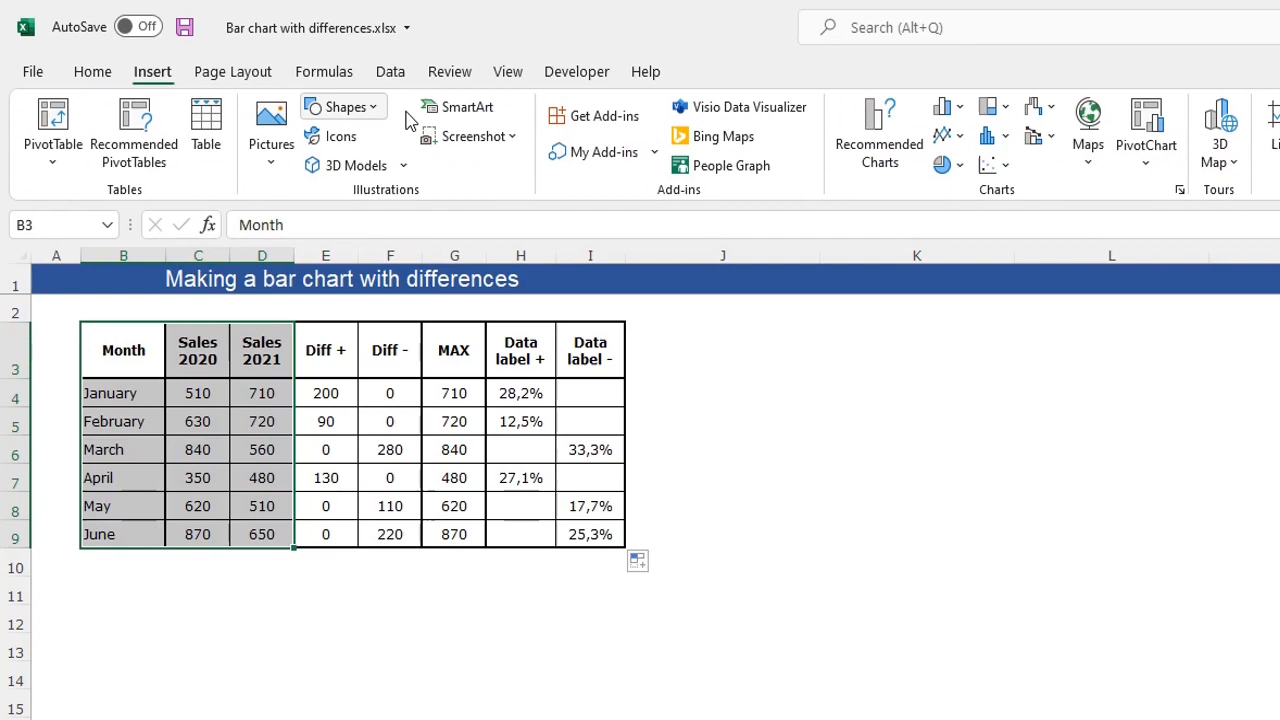 AutoSave Off Bar chart with differences.xlsx Search (Alt+Q)
File Home Insert Page Layout Formulas Data Review View Developer Help
PivotTable Recommended PivotTables Table
Tables
Pictures Shapes Icons 3D Models SmartArt Screenshot
Illustrations
Get Add-ins My Add-ins Visio Data Visualizer Bing Maps People Graph
Add-ins
Recommended Charts Maps PivotChart
Charts
3D Map
Tours
Li
B3 fx Month
A B C D E F G H I J K L
1 Making a bar chart with differences
2
3 Month Sales 2020 Sales 2021 Diff + Diff - MAX Data label + Data label -
4 January 510 710 200 0 710 28,2%
5 February 630 720 90 0 720 12,5%
6 March 840 560 0 280 840 33,3%
7 April 350 480 130 0 480 27,1%
8 May 620 510 0 110 620 17,7%
9 June 870 650 0 220 870 25,3%
10
11
12
13
14
15